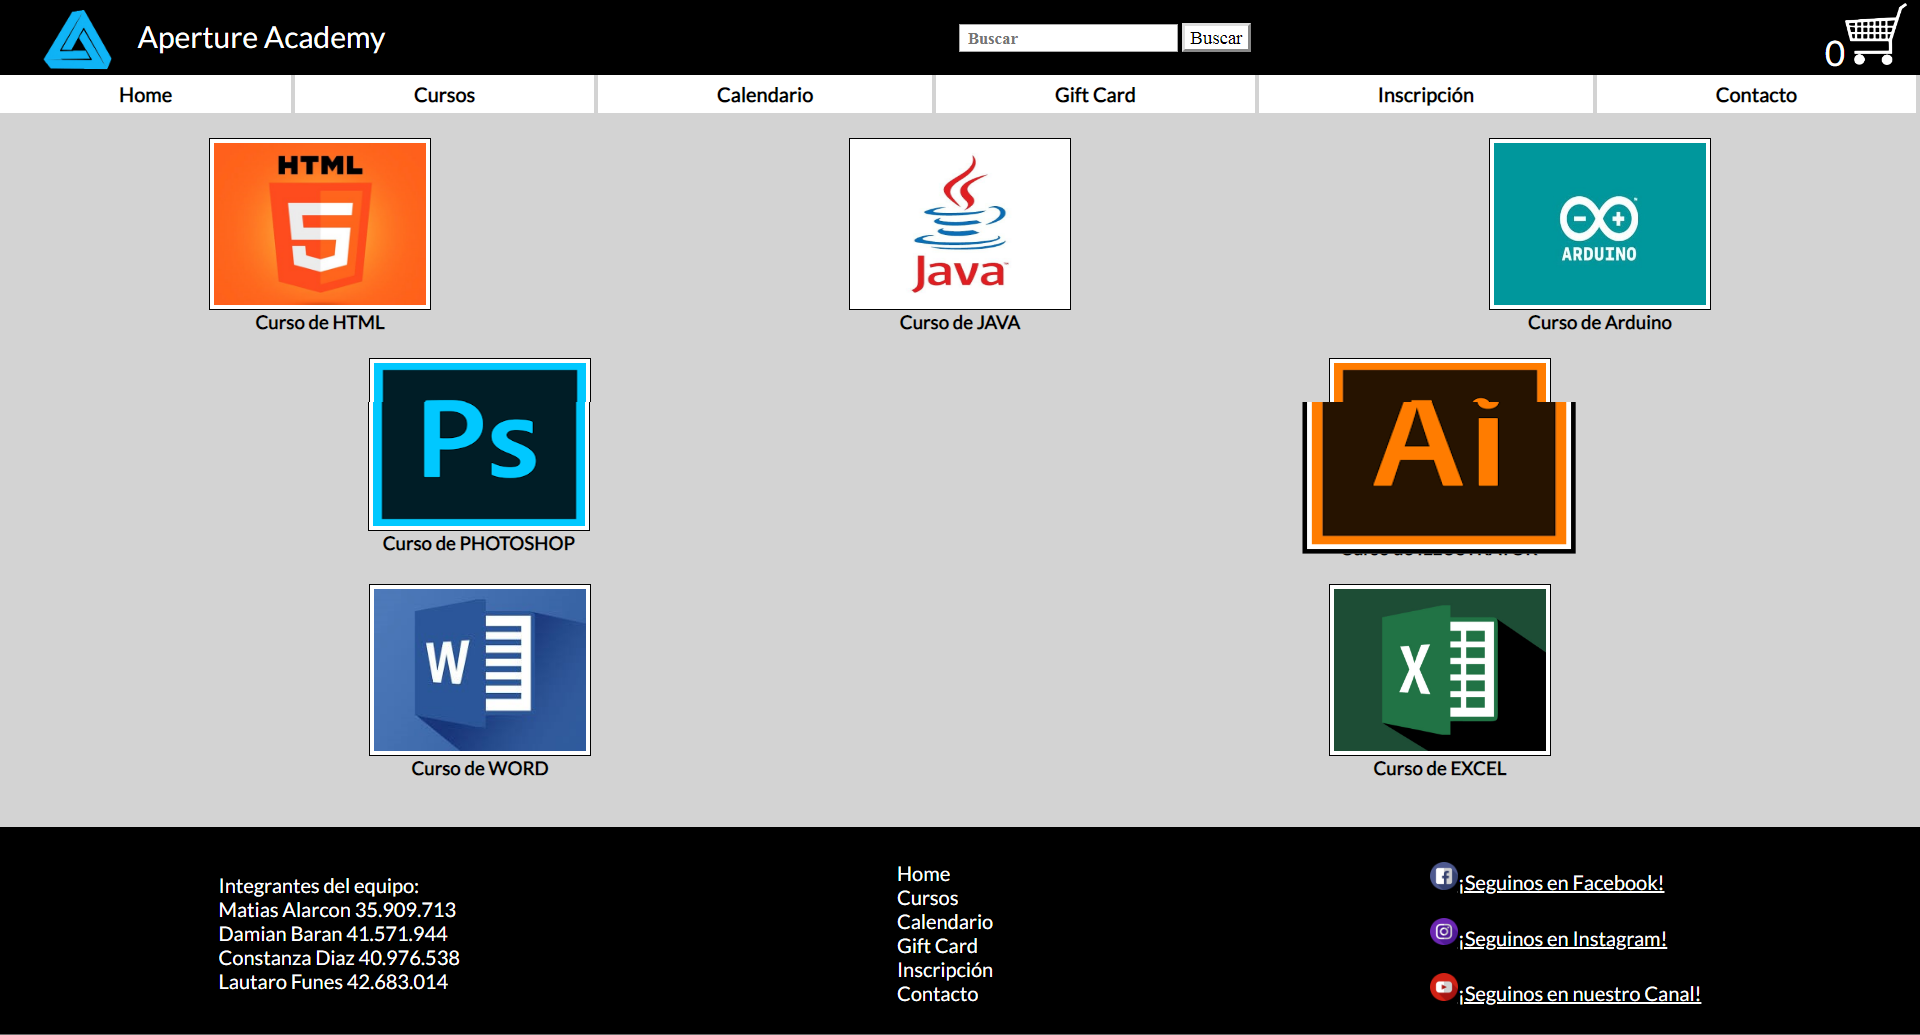 Aperture Academy
Buscar
Buscar
0
Home
Cursos
Calendario
Gift Card
Inscripción
Contacto
HTML
5
Java
ARDUINO
Curso de HTML
Curso de JAVA
Curso de Arduino
Ps
Ai
Curso de PHOTOSHOP
W
X
Curso de WORD
Curso de EXCEL
Integrantes del equipo:
Matias Alarcon 35.909.713
Damian Baran 41.571.944
Constanza Diaz 40.976.538
Lautaro Funes 42.683.014
Home
Cursos
Calendario
Gift Card
Inscripción
Contacto
¡Seguinos en Facebook!
¡Seguinos en Instagram!
¡Seguinos en nuestro Canal!